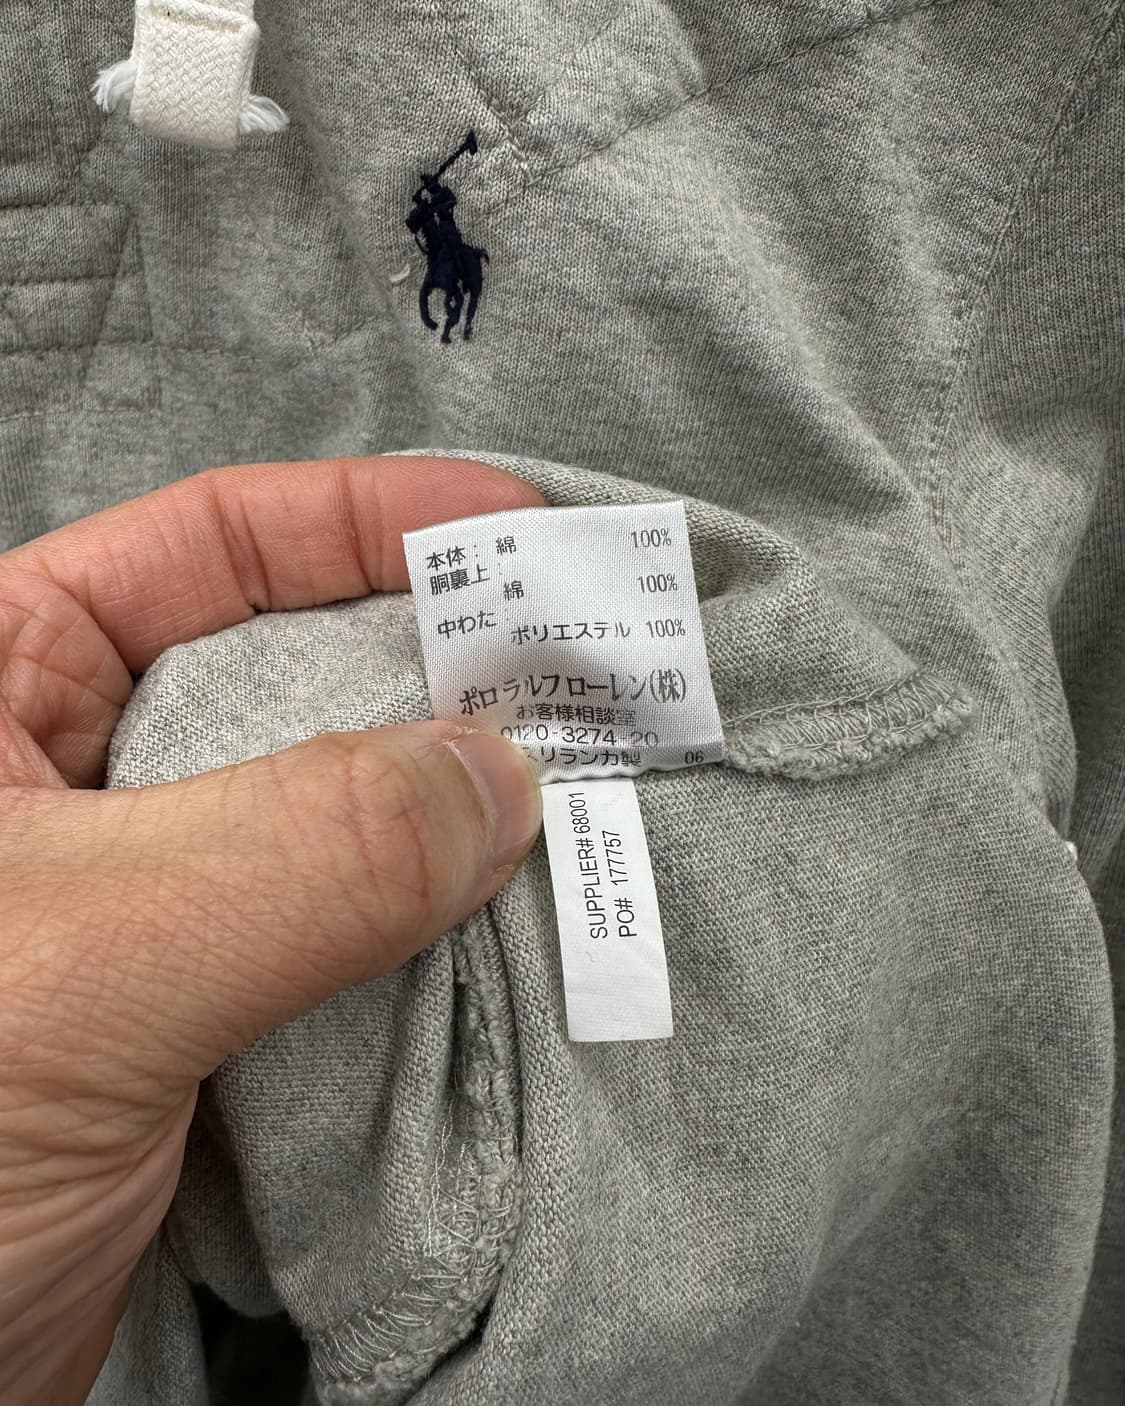 本体: 綿 100%
胴裏上:
綿 100%
中わた
ポリエステル 100%
ポロ ラルフ ローレン(株)
お客様相談室
0120-3274-20
リランカ製 06
SUPPLIER# 68001
PO# 177757